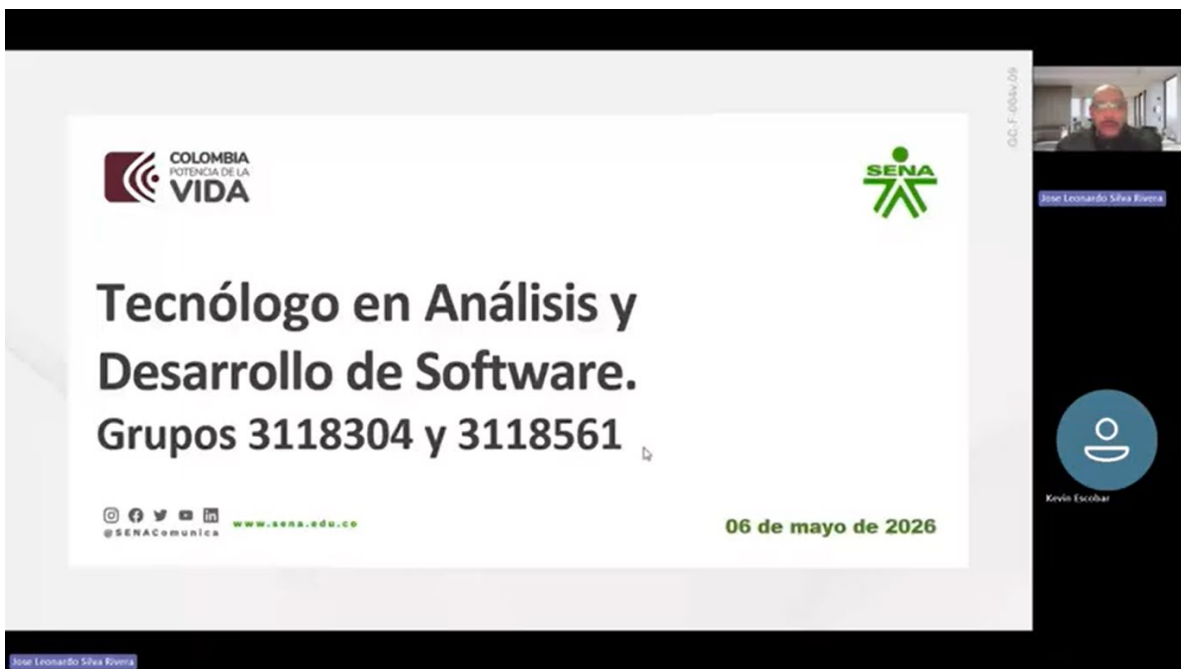 GC-F-004v.09
COLOMBIA
POTENCIA DE LA
VIDA
SENA
Tecnólogo en Análisis y
Desarrollo de Software.
Grupos 3118304 y 3118561
@SENAComunica
www.sena.edu.co
06 de mayo de 2026
Jose Leonardo Silva Rivera
Kevin Escobar
Jose Leonardo Silva Rivera